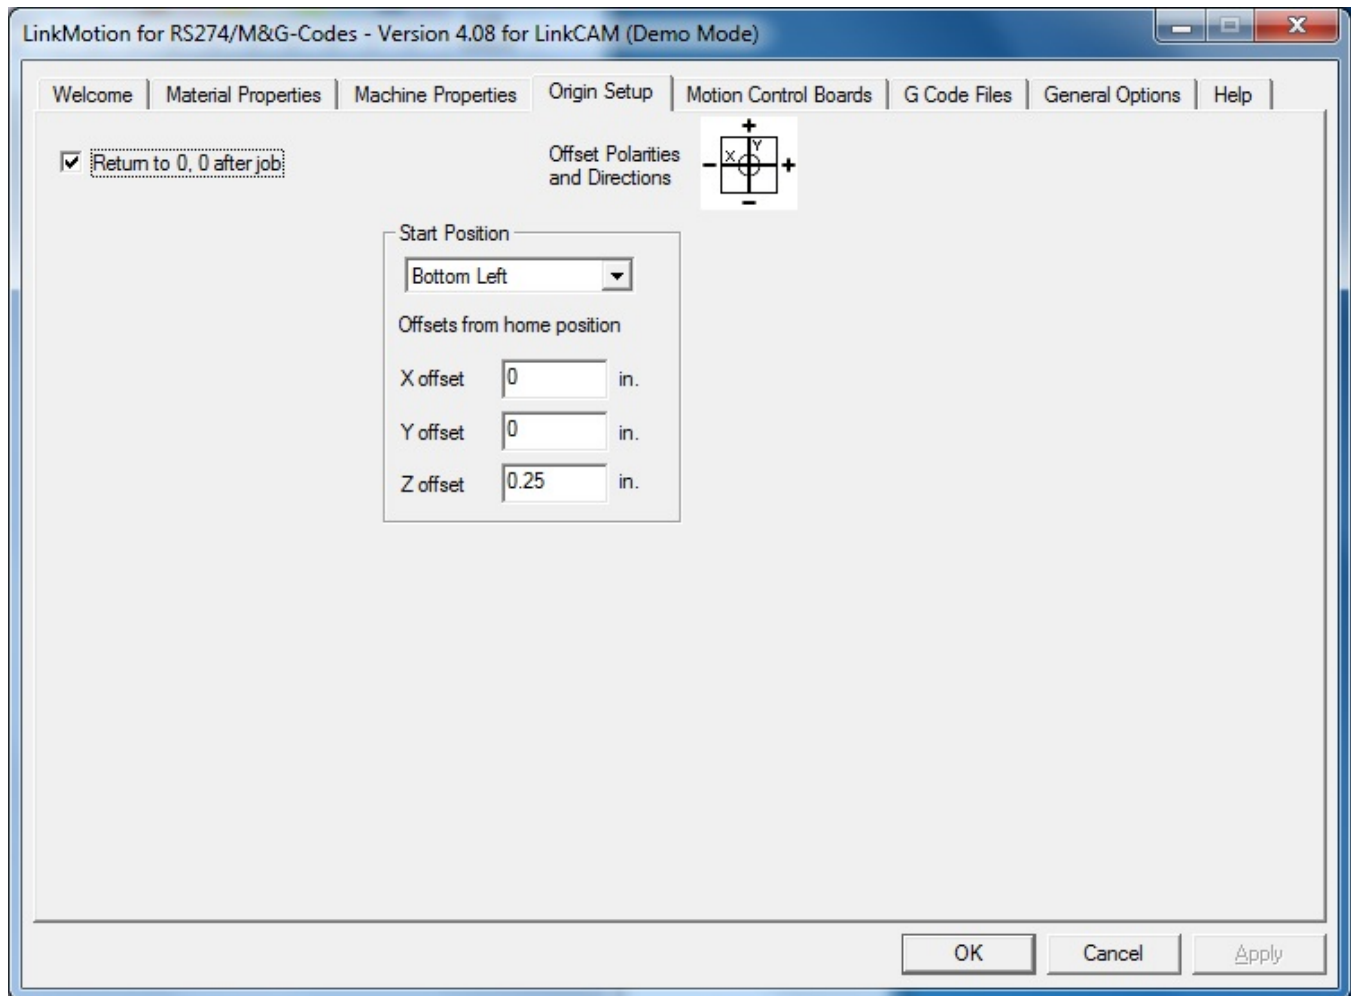 LinkMotion for RS274/M&G-Codes - Version 4.08 for LinkCAM (Demo Mode)
Welcome Material Properties Machine Properties Origin Setup Motion Control Boards G Code Files General Options Help
Return to 0, 0 after job
Offset Polarities
and Directions
+
X Y
- +
-
Start Position
Bottom Left
Offsets from home position
X offset 0 in.
Y offset 0 in.
Z offset 0.25 in.
OK Cancel Apply